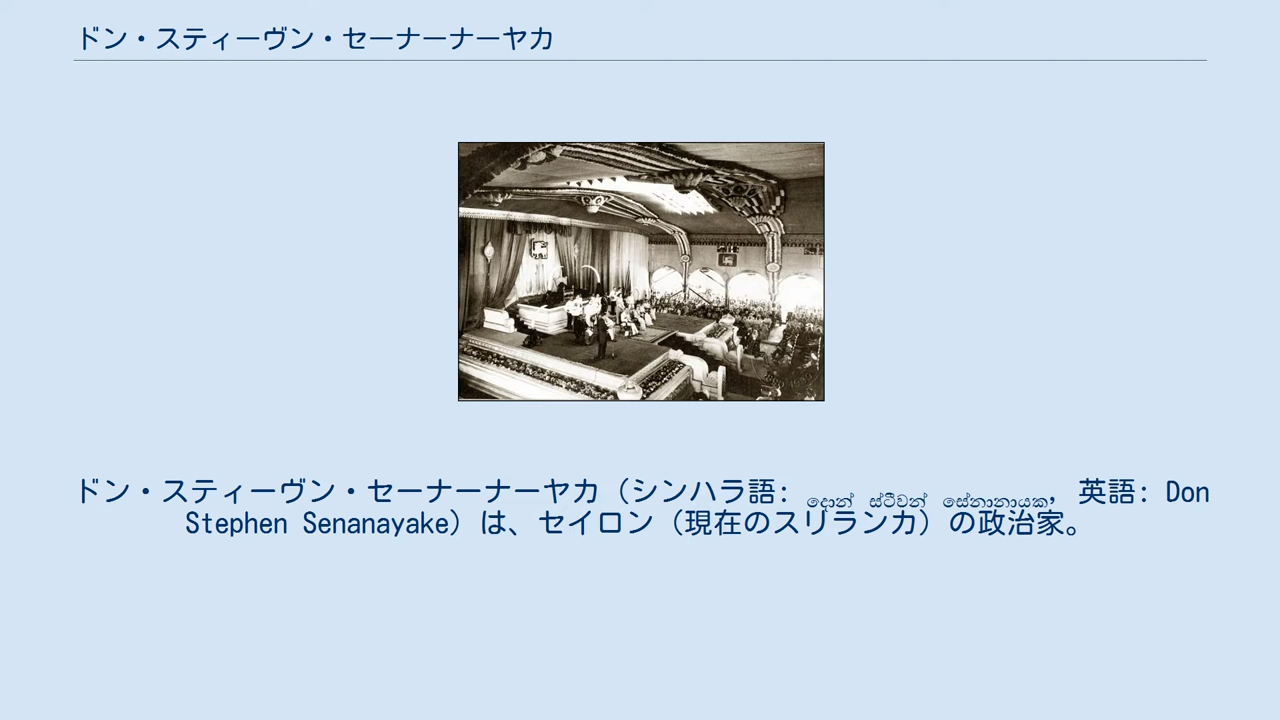 ドン・スティーヴン・セーナーナーヤカ
ドン・スティーヴン・セーナーナーヤカ（シンハラ語: දොන් ස්ටීවන් සේනානායක, 英語: Don
Stephen Senanayake）は、セイロン（現在のスリランカ）の政治家。